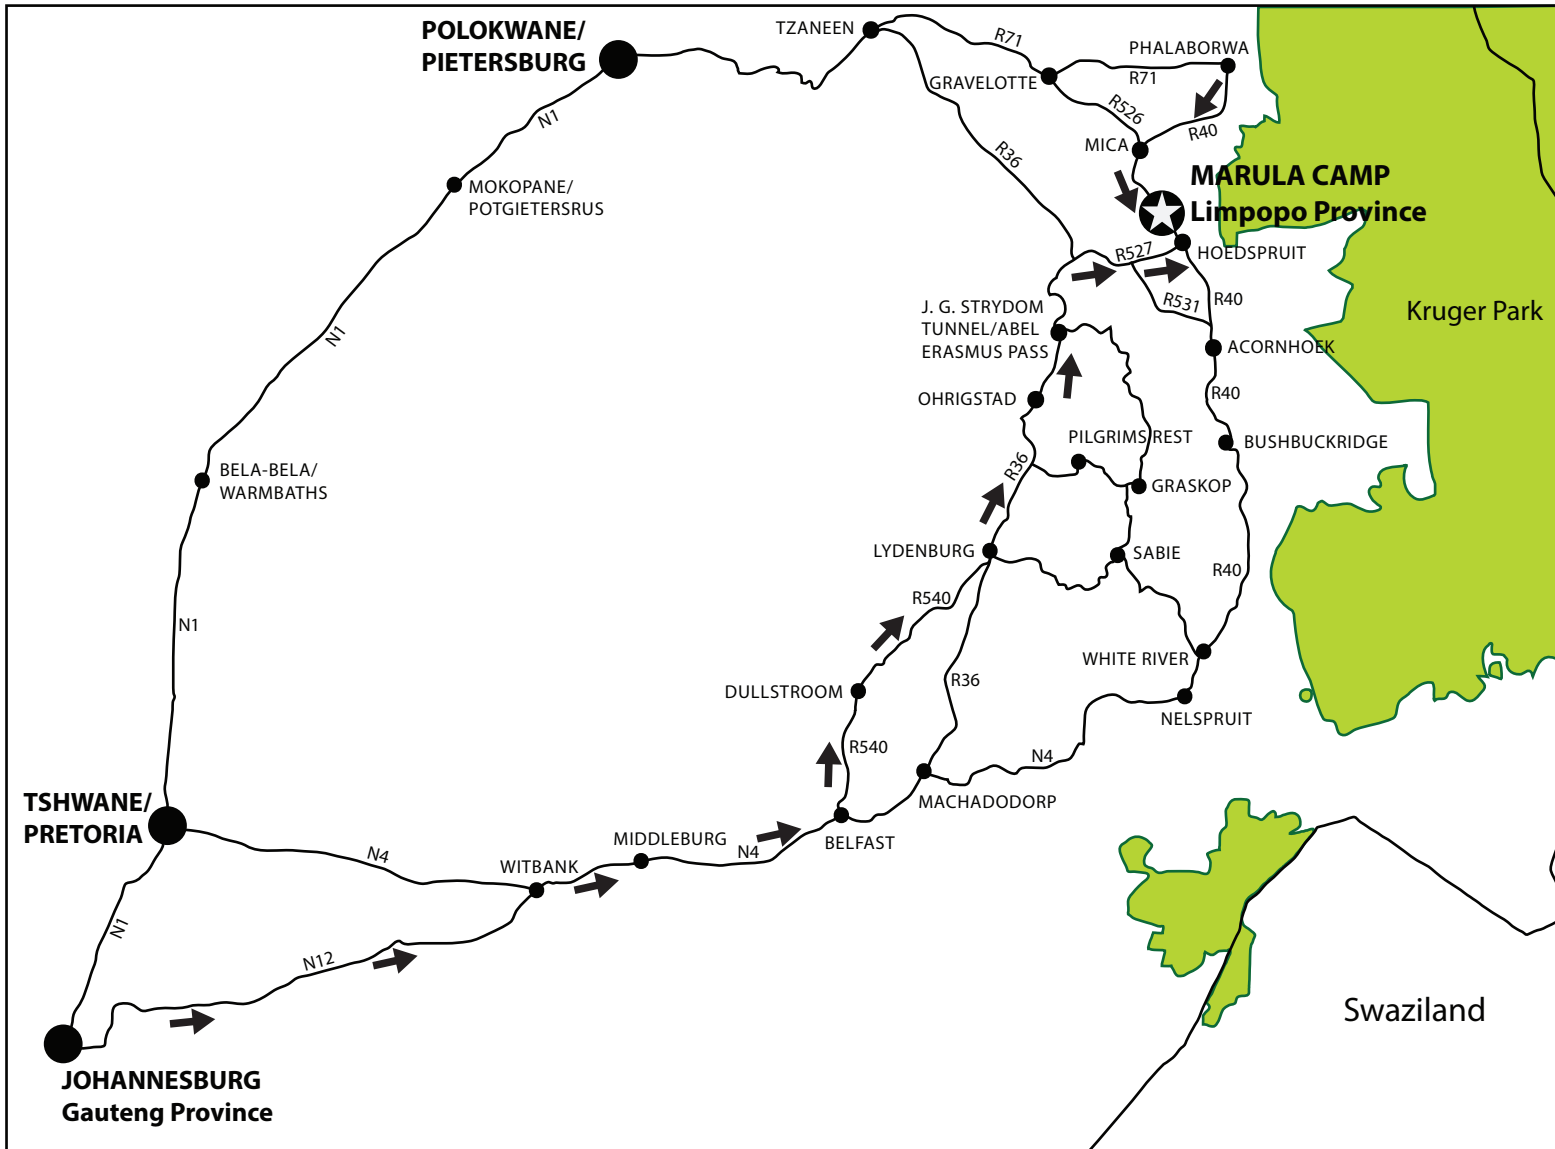 POLOKWANE/
PIETERSBURG
TZANEEN
R71
PHALABORWA
R71
GRAVELOTTE
R526
R40
MICA
N1
R36
MOKOPANE/
POTGIETERSRUS
MARULA CAMP
Limpopo Province
R527
HOEDSPRUIT
R531
R40
Kruger Park
J. G. STRYDOM
TUNNEL/ABEL
ERASMUS PASS
N1
ACORNHOEK
OHRIGSTAD
R40
PILGRIMS REST
BUSHBUCKRIDGE
BELA-BELA/
WARMBATHS
R36
GRASKOP
LYDENBURG
SABIE
R40
R540
N1
WHITE RIVER
R36
DULLSTROOM
NELSPRUIT
R540
N4
TSHWANE/
PRETORIA
MACHADODORP
MIDDLEBURG
BELFAST
N4
N4
WITBANK
N1
N12
Swaziland
JOHANNESBURG
Gauteng Province